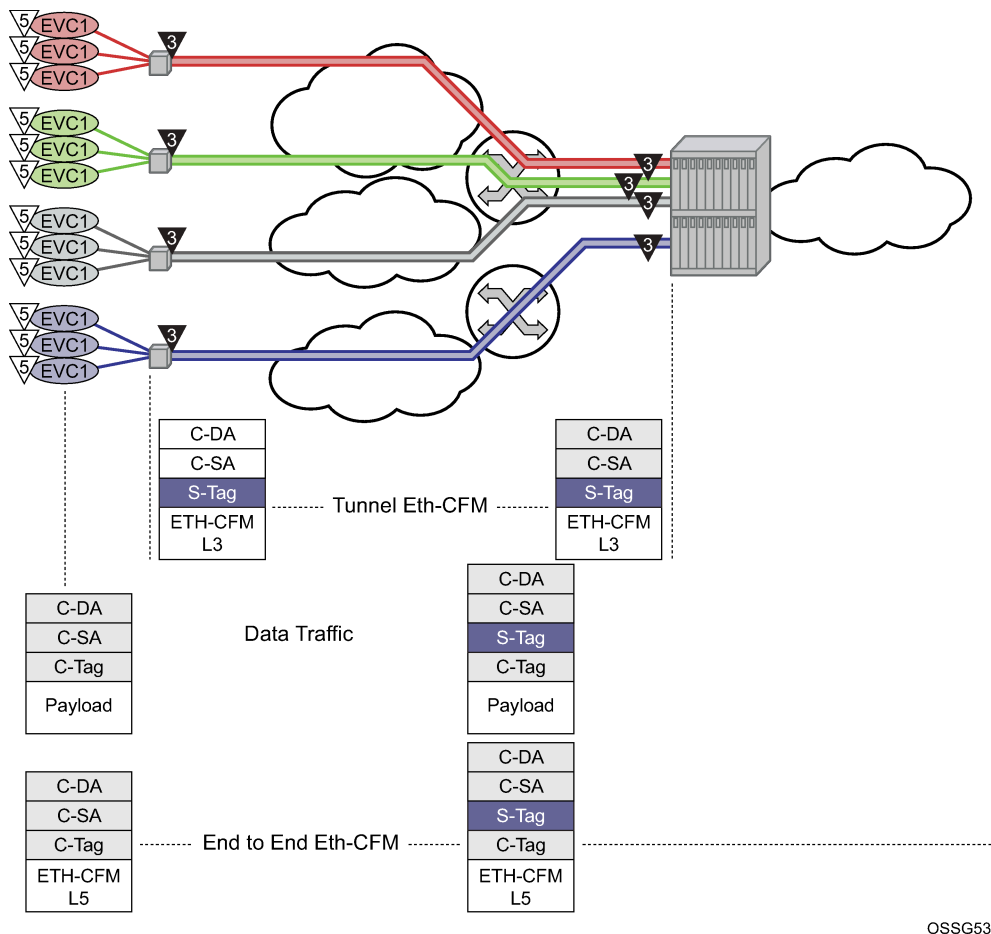 5 EVC1
5 EVC1
5 EVC1
3
5 EVC1
5 EVC1
5 EVC1
3
3
3
3
5 EVC1
5 EVC1
5 EVC1
3
3
5 EVC1
5 EVC1
5 EVC1
3
C-DA
C-SA
S-Tag
ETH-CFM
L3
Tunnel Eth-CFM
C-DA
C-SA
S-Tag
ETH-CFM
L3
C-DA
C-SA
C-Tag
Payload
Data Traffic
C-DA
C-SA
S-Tag
C-Tag
Payload
C-DA
C-SA
C-Tag
ETH-CFM
L5
End to End Eth-CFM
C-DA
C-SA
S-Tag
C-Tag
ETH-CFM
L5
OSSG53